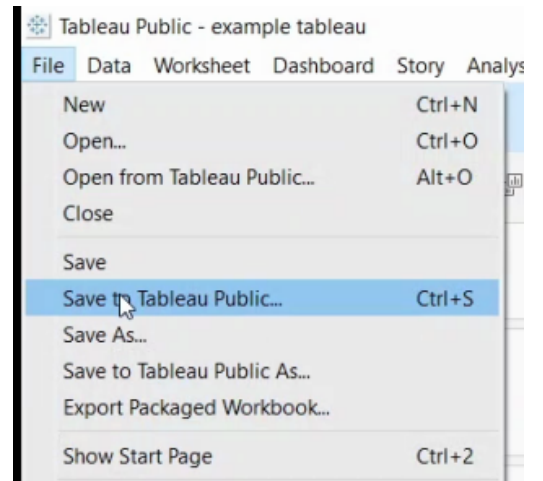 Tableau Public - example tableau
File Data Worksheet Dashboard Story Analys
New Ctrl+N
Open... Ctrl+O
Open from Tableau Public... Alt+O
Close
Save
Save to Tableau Public... Ctrl+S
Save As...
Save to Tableau Public As...
Export Packaged Workbook...
Show Start Page Ctrl+2